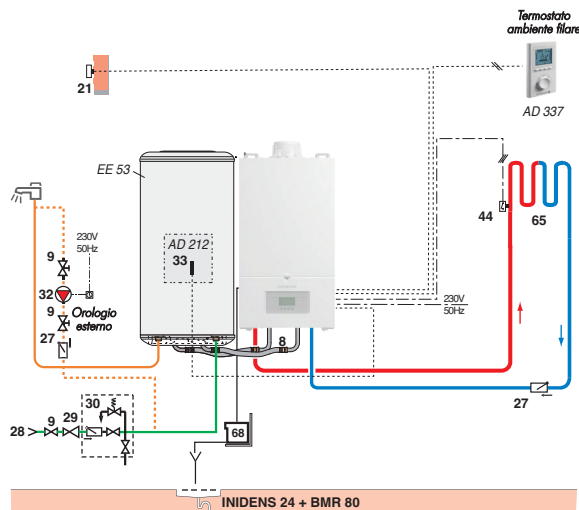 Termostato
ambiente filare
21
AD 337
EE 53
44
65
AD 212
33
9
230V
50Hz
32
Orologio
esterno
9
230V
50Hz
27
8
27
30
28
9
29
68
INIDENS 24 + BMR 80